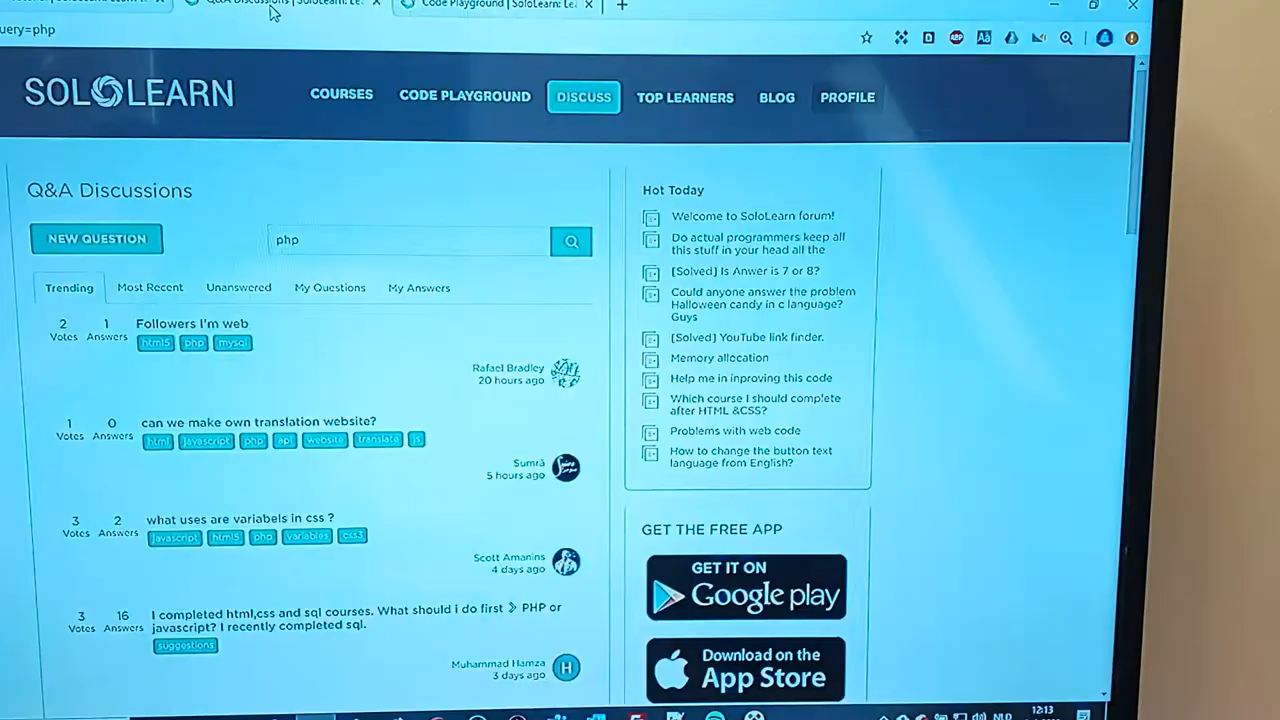 Code Playground | SoloLearn: Le
uery=php
SOLOLEARN
COURSES
CODE PLAYGROUND
DISCUSS
TOP LEARNERS
BLOG
PROFILE
Q&A Discussions
NEW QUESTION
php
Trending
Most Recent
Unanswered
My Questions
My Answers
2 Votes
1 Answers
Followers I'm web
html5 php mysql
Rafael Bradley
20 hours ago
1 Votes
0 Answers
can we make own translation website?
html javascript php api website translate js
Sumrà
5 hours ago
3 Votes
2 Answers
what uses are variabels in css ?
javascript html5 php variables css3
Scott Amanins
4 days ago
3 Votes
16 Answers
I completed html,css and sql courses. What should i do first ➢ PHP or
javascript? I recently completed sql.
suggestions
Muhammad Hamza
3 days ago
H
Hot Today
Welcome to SoloLearn forum!
Do actual programmers keep all
this stuff in your head all the
[Solved] Is Anwer is 7 or 8?
Could anyone answer the problem
Halloween candy in c language?
Guys
[Solved] YouTube link finder.
Memory allocation
Help me in inproving this code
Which course I should complete
after HTML &CSS?
Problems with web code
How to change the button text
language from English?
GET THE FREE APP
GET IT ON
Google play
Download on the
App Store
NLD
12:13